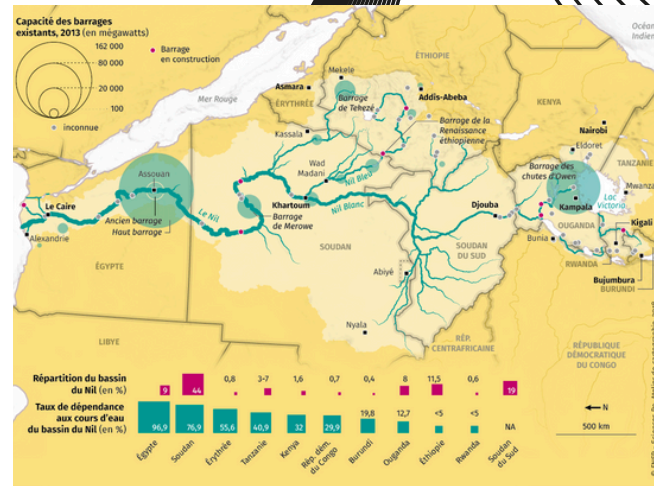 Capacité des barrages
existants, 2013 (en mégawatts)
162 000
80 000
20 000
100
inconnue
Barrage
en construction
Mer Rouge
Océan
Indien
ÉTHIOPIE
Mekele
Asmara
ÉRYTHRÉE
Barrage
de Tekezé
Addis-Abeba
KENYA
Kassala
Barrage de la
Renaissance
éthiopienne
Nairobi
Eldoret
Wad
Madani
Nil Bleu
Barrage des
chutes d'Owen
TANZANIE
Mwanza
Assouan
Le Caire
Le Nil
Khartoum
Nil Blanc
Djouba
Kampala
Lac
Victoria
Ancien barrage
Haut barrage
Barrage
de Merowe
Alexandrie
SOUDAN
SOUDAN
DU SUD
Bunia
OUGANDA
Kigali
RWANDA
Bujumbura
BURUNDI
ÉGYPTE
Abiyé
Nyala
LIBYE
RÉP.
CENTRAFRICAINE
RÉPUBLIQUE
DÉMOCRATIQUE
DU CONGO
Répartition du bassin
du Nil (en %)
9 44 0,8 3-7 1,6 0,7 0,4 8 11,5 0,6 19
Taux de dépendance
aux cours d'eau
du bassin du Nil (en %)
96,9 76,9 55,6 40,9 32 29,9 19,8 12,7 <5 <5 NA
Égypte
Soudan
Érythrée
Tanzanie
Kenya
Rép. dém.
du Congo
Burundi
Ouganda
Éthiopie
Rwanda
Soudan
du Sud
N
500 km